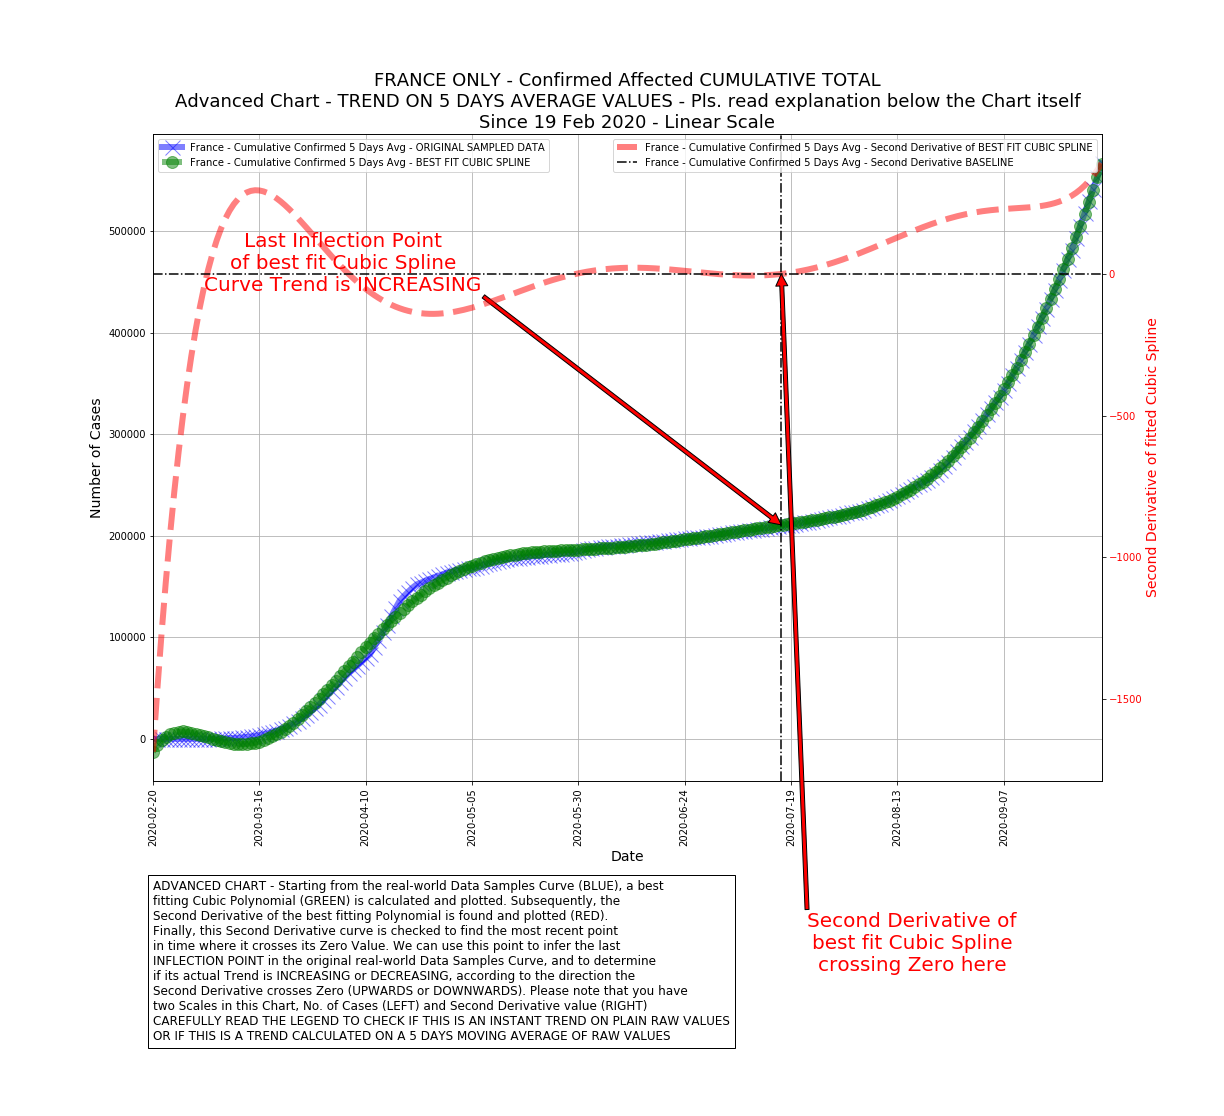 FRANCE ONLY - Confirmed Affected CUMULATIVE TOTAL
Advanced Chart - TREND ON 5 DAYS AVERAGE VALUES - Pls. read explanation below the Chart itself
Since 19 Feb 2020 - Linear Scale
France - Cumulative Confirmed 5 Days Avg - ORIGINAL SAMPLED DATA
France - Cumulative Confirmed 5 Days Avg - BEST FIT CUBIC SPLINE
France - Cumulative Confirmed 5 Days Avg - Second Derivative of BEST FIT CUBIC SPLINE
France - Cumulative Confirmed 5 Days Avg - Second Derivative BASELINE
Last Inflection Point
of best fit Cubic Spline
Curve Trend is INCREASING
Number of Cases
500000
400000
300000
200000
100000
0
0
−500
−1000
−1500
Second Derivative of fitted Cubic Spline
2020-02-20
2020-03-16
2020-04-10
2020-05-05
2020-05-30
2020-06-24
2020-07-19
2020-08-13
2020-09-07
Date
Second Derivative of
best fit Cubic Spline
crossing Zero here
ADVANCED CHART - Starting from the real-world Data Samples Curve (BLUE), a best
fitting Cubic Polynomial (GREEN) is calculated and plotted. Subsequently, the
Second Derivative of the best fitting Polynomial is found and plotted (RED).
Finally, this Second Derivative curve is checked to find the most recent point
in time where it crosses its Zero Value. We can use this point to infer the last
INFLECTION POINT in the original real-world Data Samples Curve, and to determine
if its actual Trend is INCREASING or DECREASING, according to the direction the
Second Derivative crosses Zero (UPWARDS or DOWNWARDS). Please note that you have
two Scales in this Chart, No. of Cases (LEFT) and Second Derivative value (RIGHT)
CAREFULLY READ THE LEGEND TO CHECK IF THIS IS AN INSTANT TREND ON PLAIN RAW VALUES
OR IF THIS IS A TREND CALCULATED ON A 5 DAYS MOVING AVERAGE OF RAW VALUES